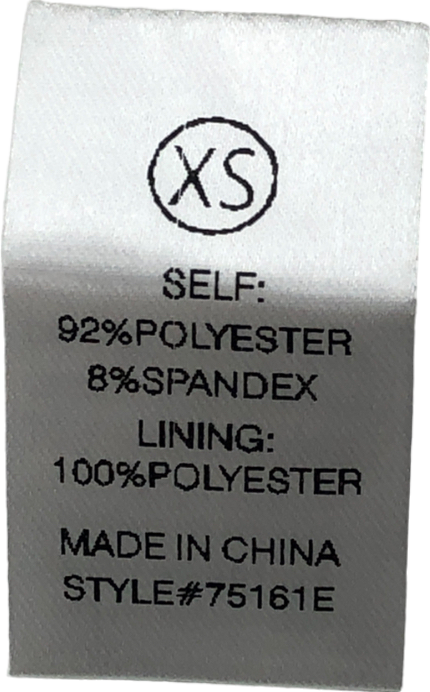 XS
SELF:
92%POLYESTER
8%SPANDEX
LINING:
100%POLYESTER
MADE IN CHINA
STYLE#75161E